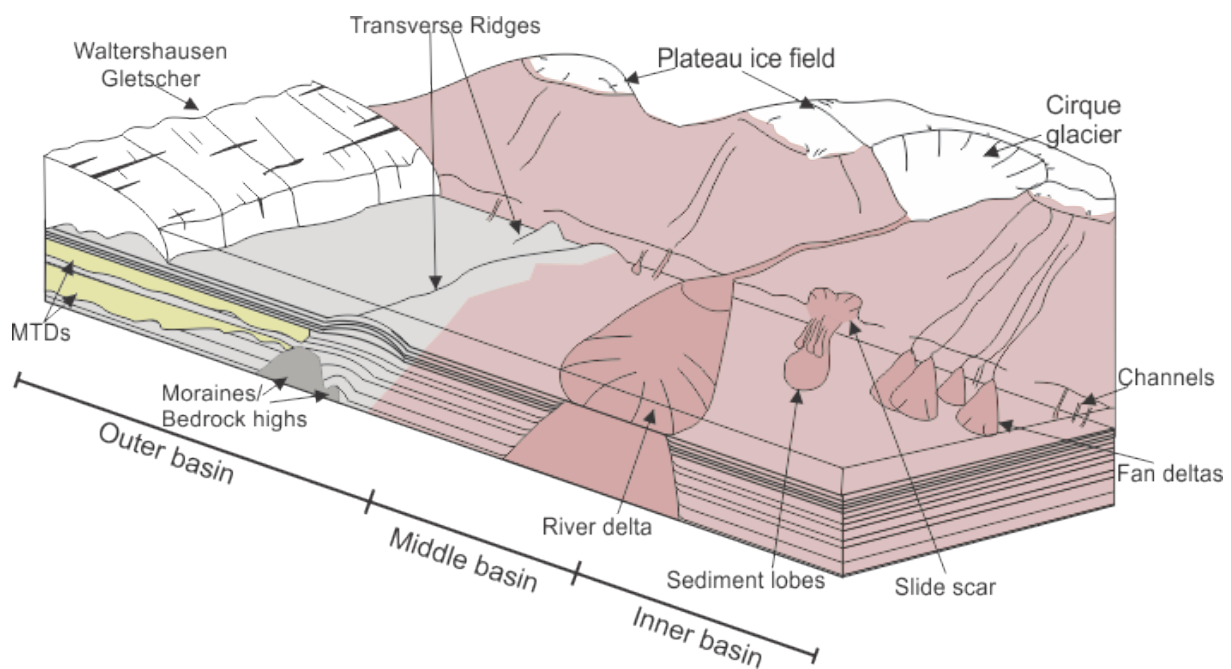 Transverse Ridges
Waltershausen
Gletscher
Plateau ice field
Cirque
glacier
MTDs
Moraines/
Bedrock highs
Channels
Fan deltas
River delta
Sediment lobes
Slide scar
Outer basin
Middle basin
Inner basin